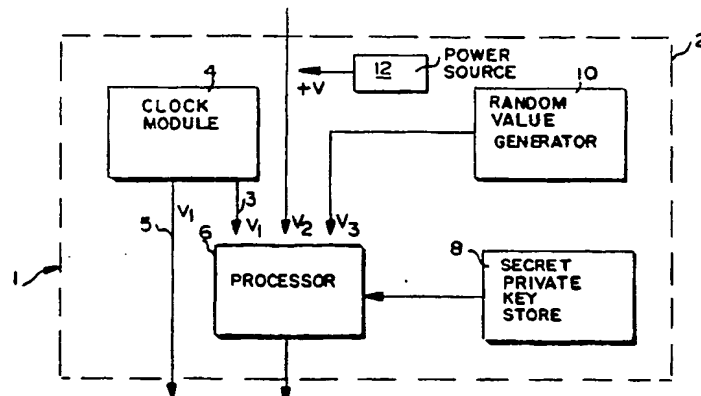 2
12
POWER
SOURCE
+V
4
CLOCK
MODULE
10
RANDOM
VALUE
GENERATOR
3
V1
5
V1
V2
V3
6
PROCESSOR
8
SECRET
PRIVATE
KEY
STORE
1